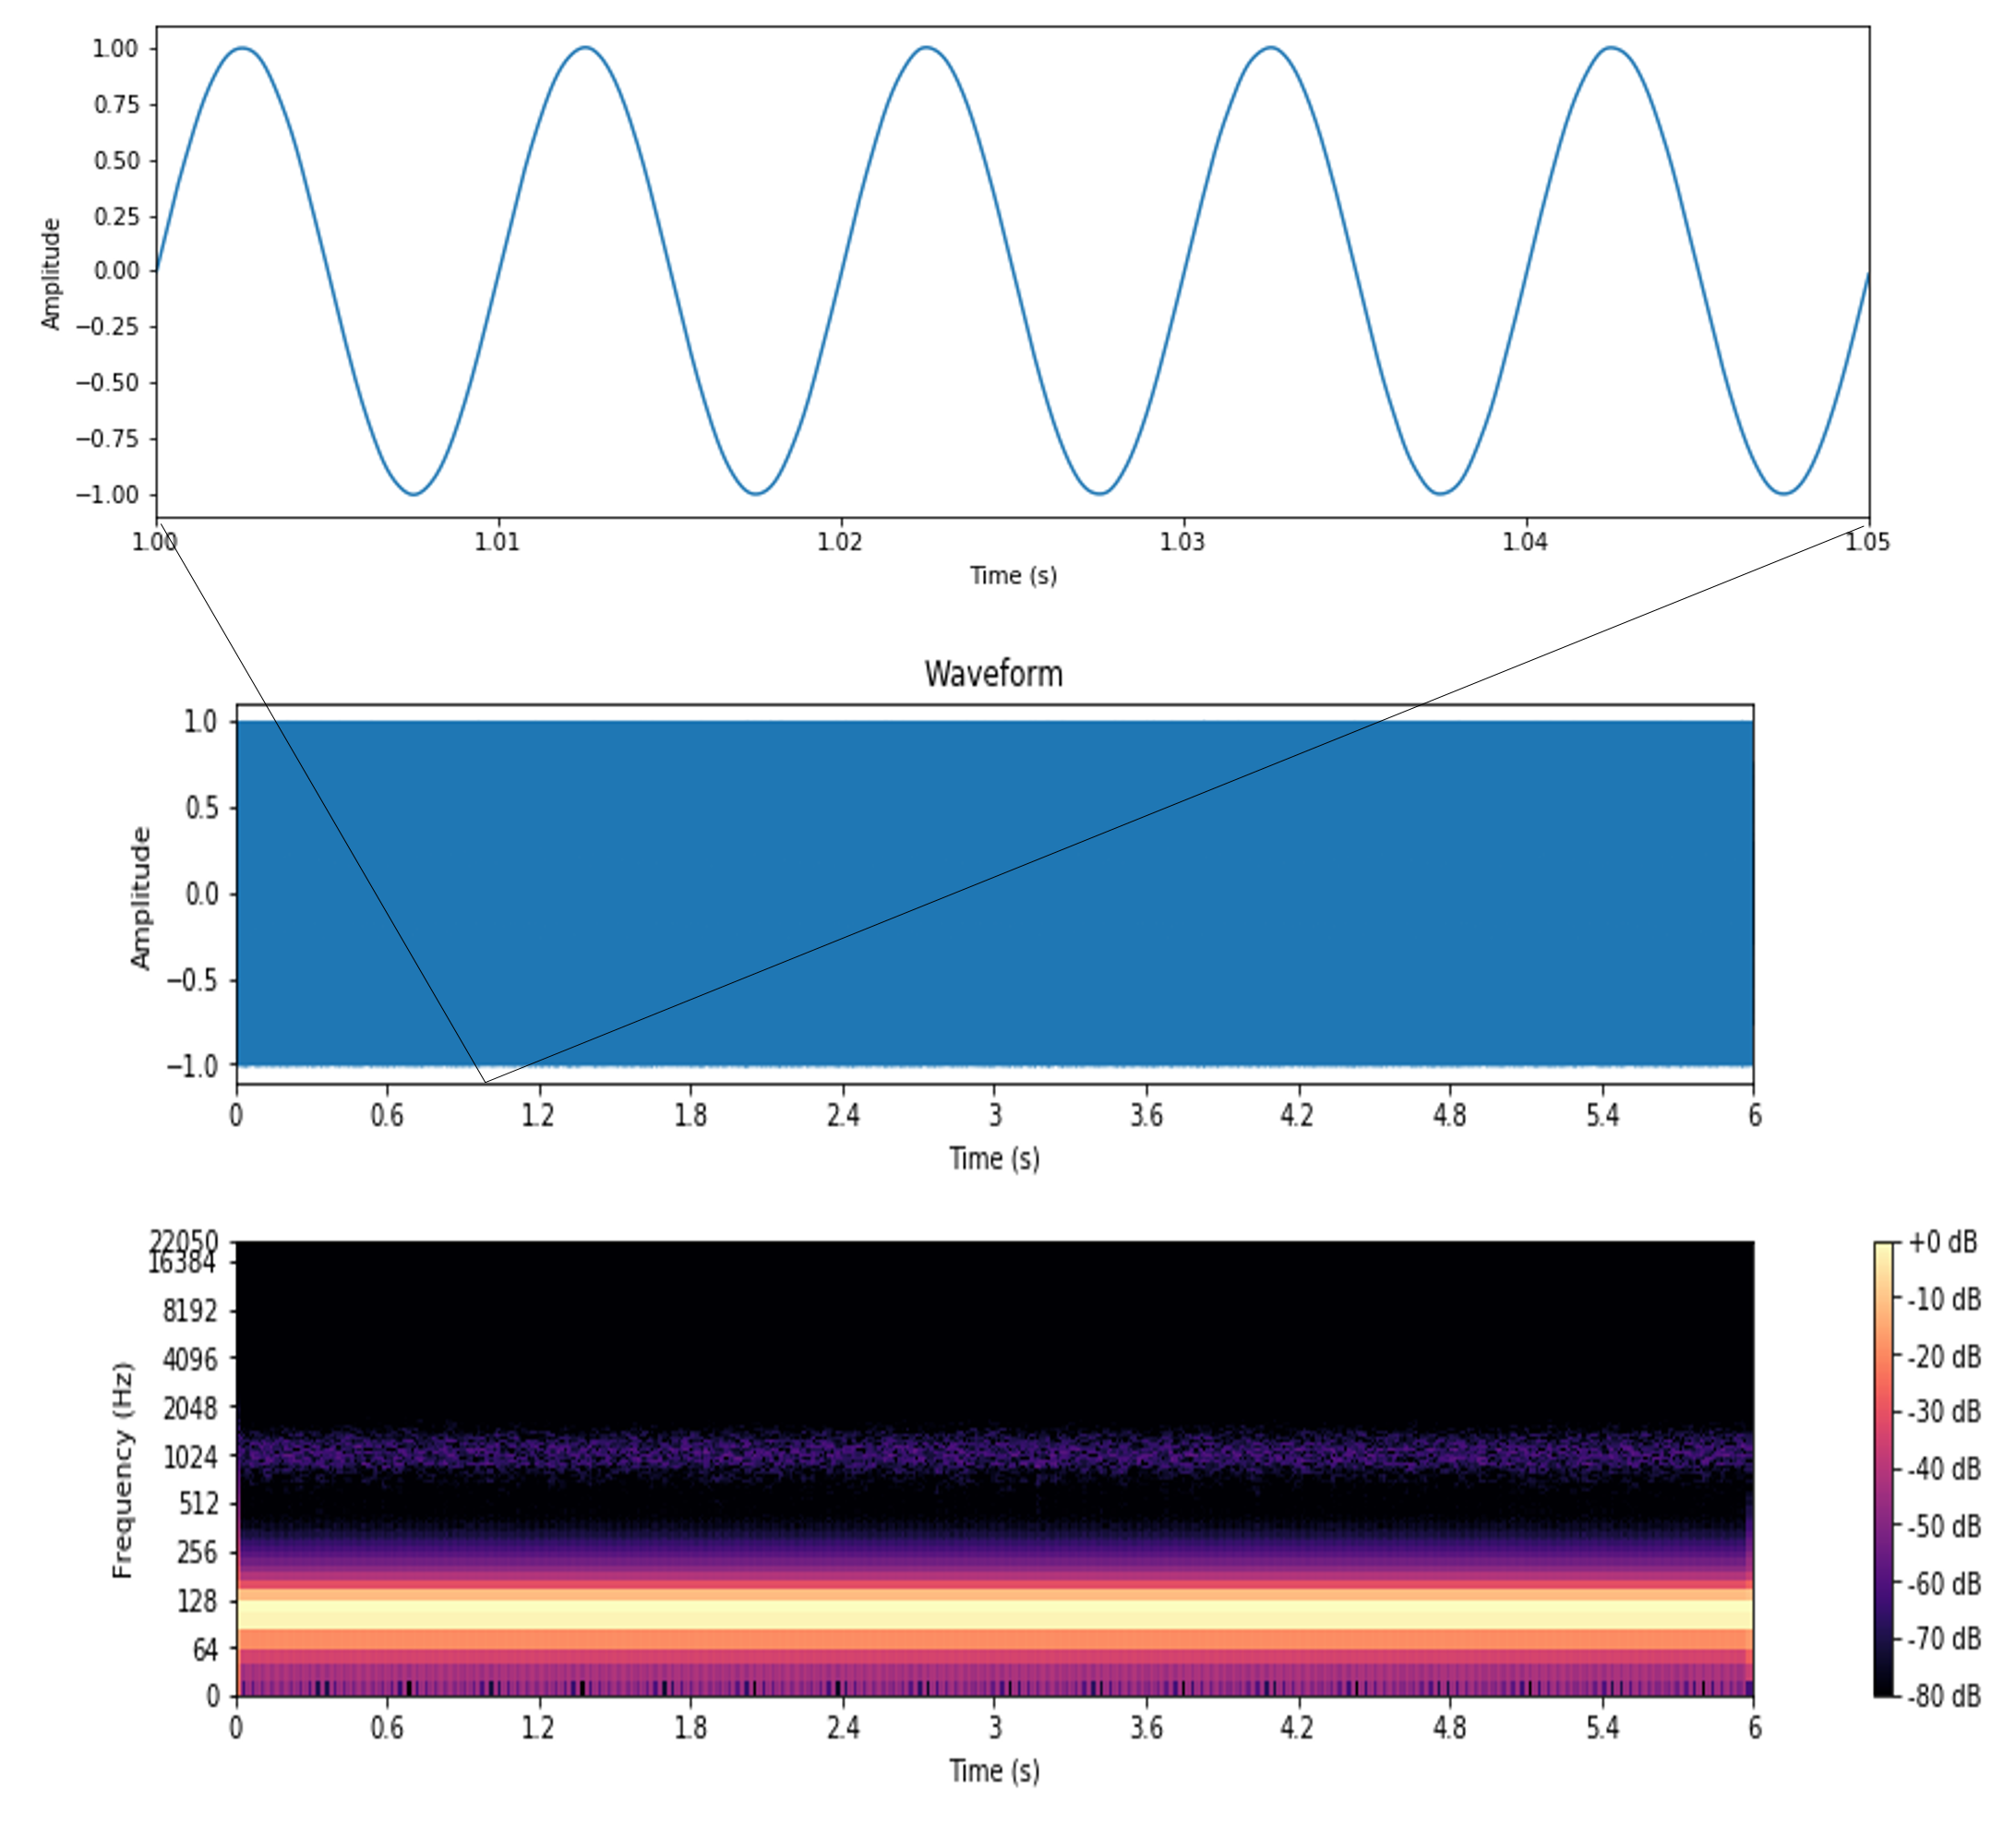 1.00
0.75
0.50
0.25
0.00
−0.25
−0.50
−0.75
−1.00
Amplitude
1.00 1.01 1.02 1.03 1.04 1.05
Time (s)
Waveform
1.0
0.5
0.0
−0.5
−1.0
Amplitude
0 0.6 1.2 1.8 2.4 3 3.6 4.2 4.8 5.4 6
Time (s)
22050
16384
8192
4096
2048
1024
512
256
128
64
0
Frequency (Hz)
0 0.6 1.2 1.8 2.4 3 3.6 4.2 4.8 5.4 6
Time (s)
+0 dB
-10 dB
-20 dB
-30 dB
-40 dB
-50 dB
-60 dB
-70 dB
-80 dB